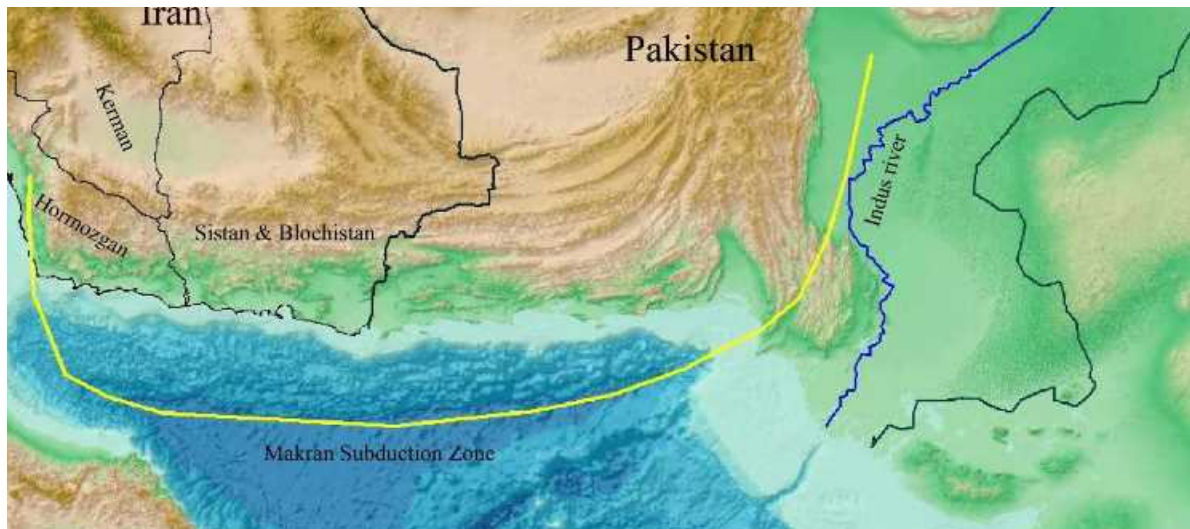 Iran
Pakistan
Kerman
Indus river
Hormozgan
Sistan & Blochistan
Makran Subduction Zone